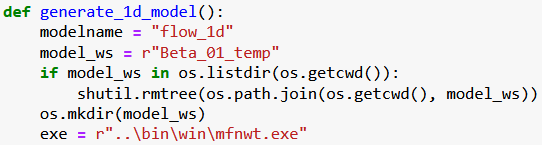 def generate_1d_model():
    modelname = "flow_1d"
    model_ws = r"Beta_01_temp"
    if model_ws in os.listdir(os.getcwd()):
        shutil.rmtree(os.path.join(os.getcwd(), model_ws))
    os.mkdir(model_ws)
    exe = r"..\bin\win\mfnwt.exe"